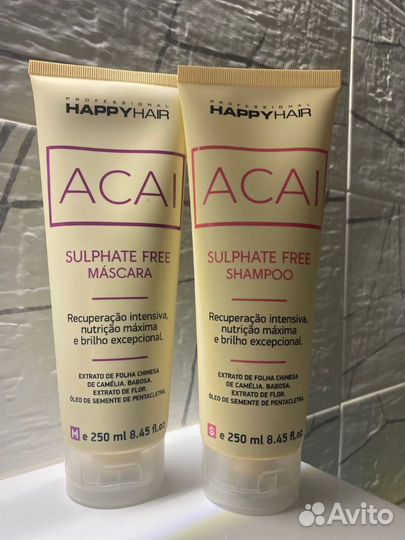 PROFESSIONAL
HAPPYHAIR
ACAI
SULPHATE FREE
MÁSCARA
Recuperação intensiva,
nutrição máxima
e brilho excepcional.
EXTRATO DE FOLHA CHINESA
DE CAMÉLIA. BABOSA.
EXTRATO DE FLOR.
ÓLEO DE SEMENTE DE PENTACLETRA.
M e 250 ml 8.45 fl.oz
PROFESSIONAL
HAPPYHAIR
ACAI
SULPHATE FREE
SHAMPOO
Recuperação intensiva,
nutrição máxima
e brilho excepcional.
EXTRATO DE FOLHA CHINESA
DE CAMÉLIA. BABOSA.
EXTRATO DE FLOR.
ÓLEO DE SEMENTE DE PENTACLETRA.
S e 250 ml 8.45 fl.oz
Avito